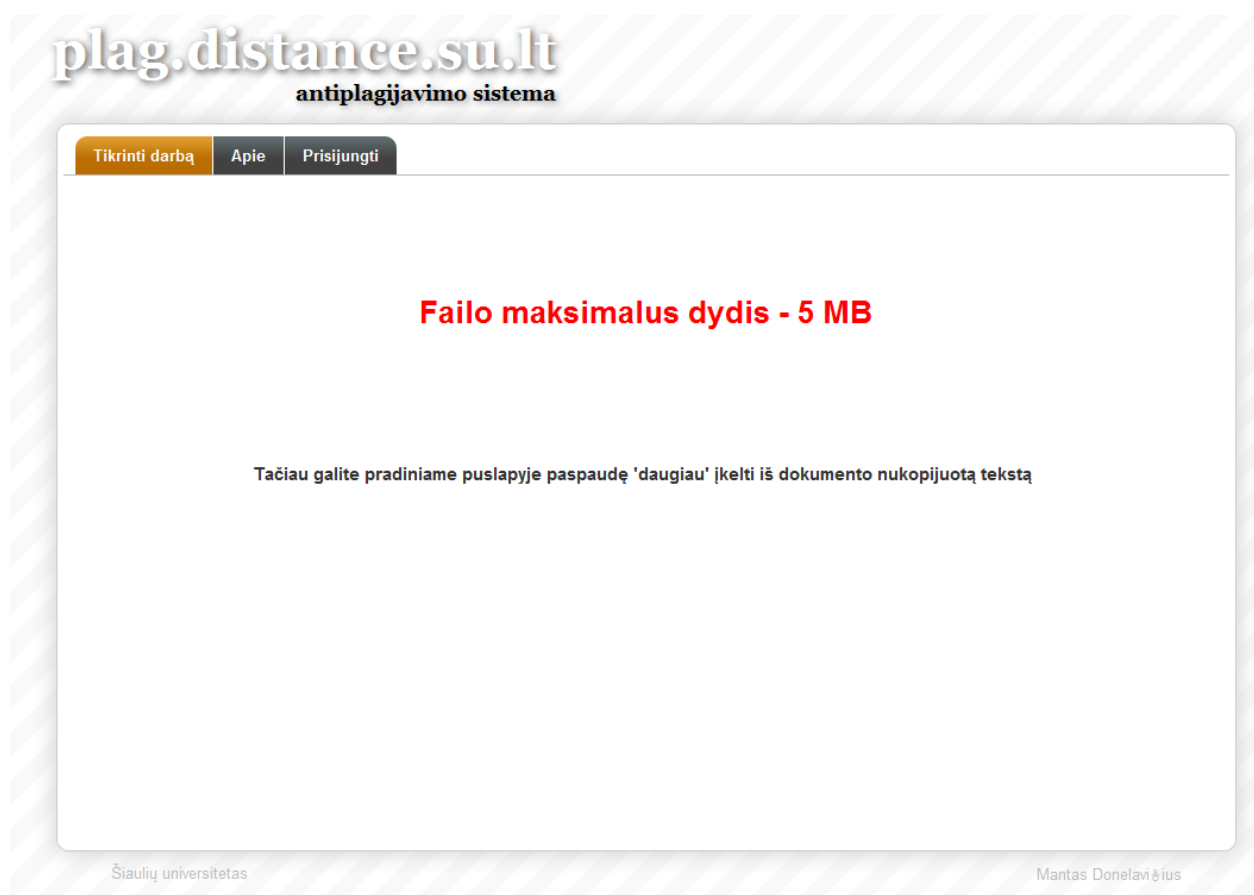 plag.distance.su.lt
antiplagijavimo sistema
Tikrinti darbą Apie Prisijungti
Failo maksimalus dydis - 5 MB
Tačiau galite pradiniame puslapyje paspaudę 'daugiau' įkelti iš dokumento nukopijuotą tekstą
Šiaulių universitetas
Mantas